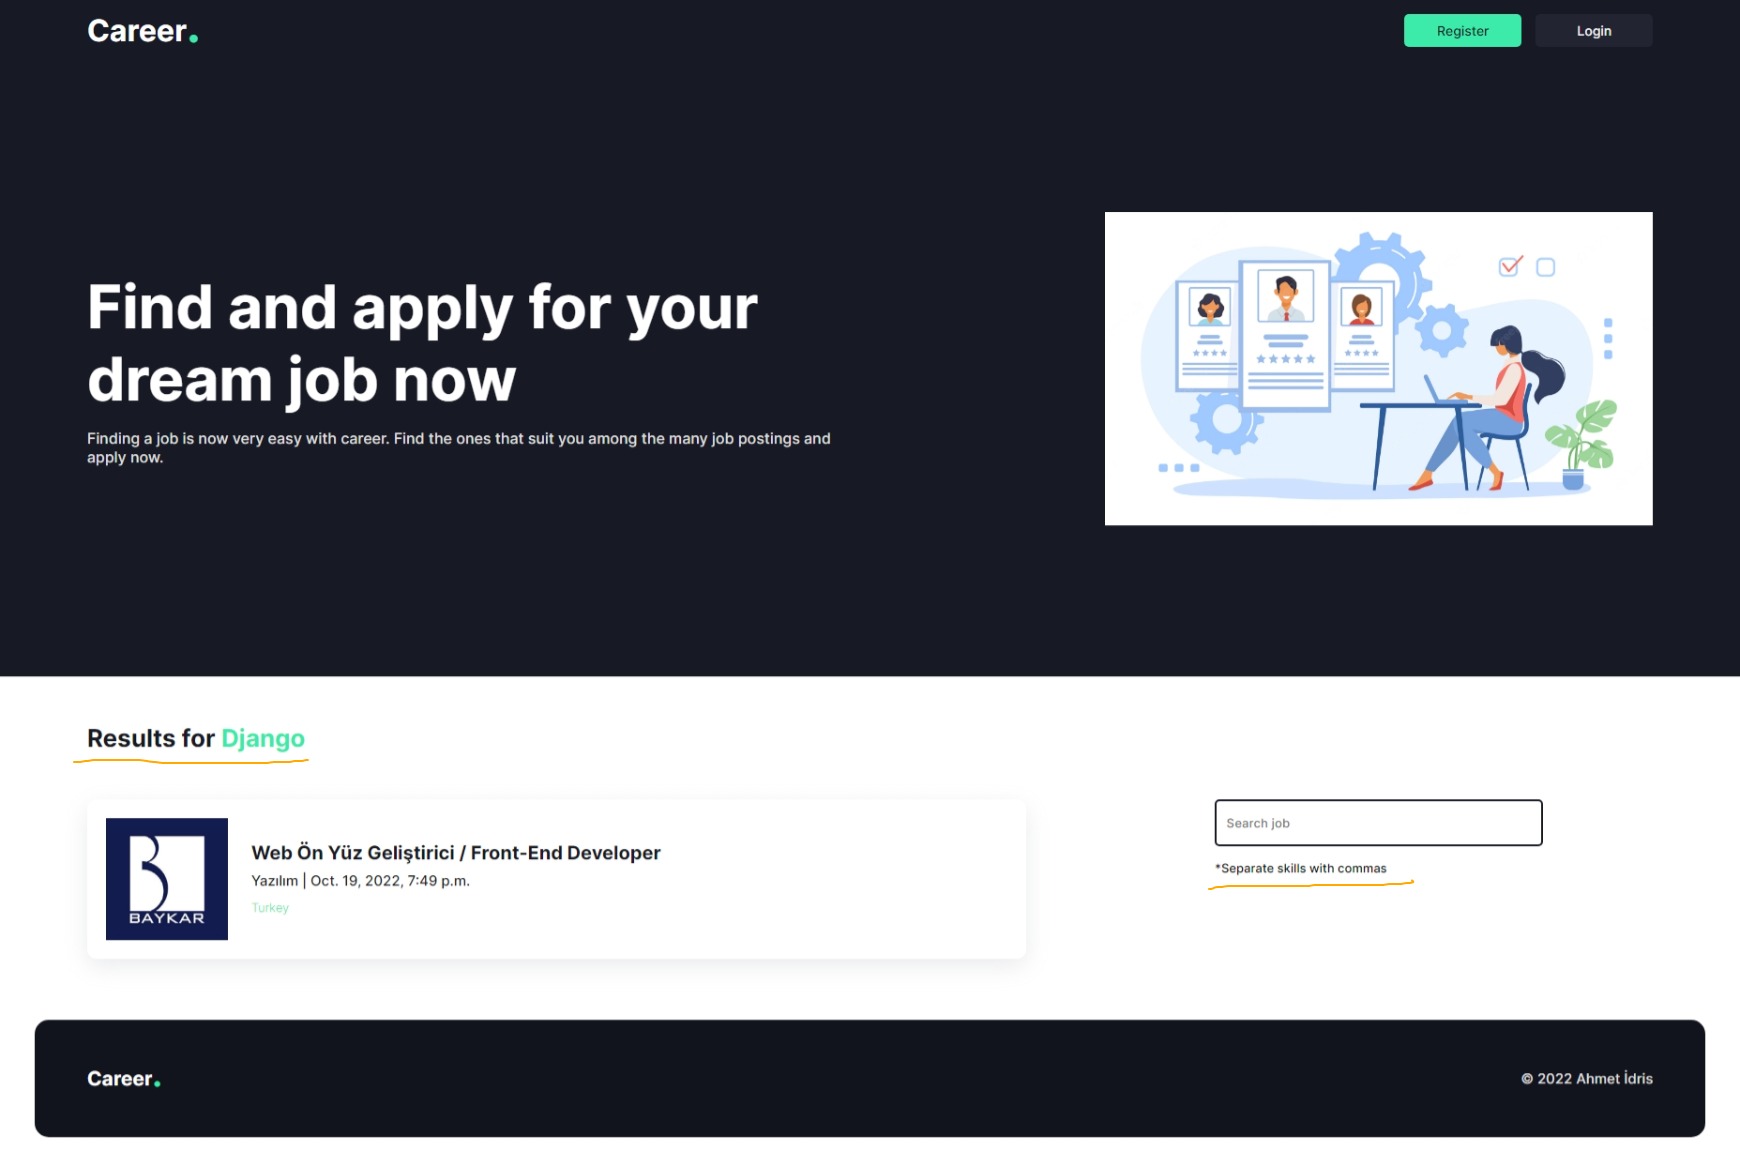 Career.
Register
Login
Find and apply for your
dream job now
Finding a job is now very easy with career. Find the ones that suit you among the many job postings and
apply now.
Results for Django
BAYKAR
Web Ön Yüz Geliştirici / Front-End Developer
Yazılım | Oct. 19, 2022, 7:49 p.m.
Turkey
Search job
*Separate skills with commas
Career.
© 2022 Ahmet İdris